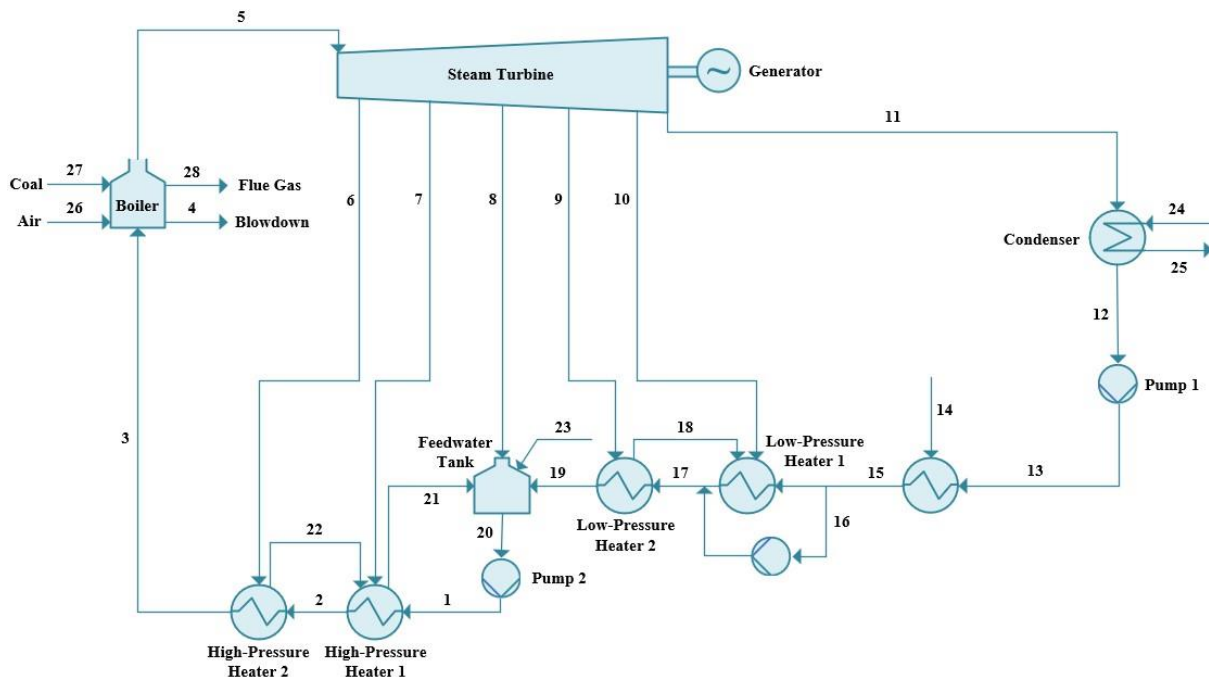 5
Steam Turbine
Generator
11
27
28
Coal
Flue Gas
Boiler
26
4
Air
Blowdown
6
7
8
9
10
24
Condenser
25
12
Pump 1
14
3
23
18
Feedwater
Tank
Low-Pressure
Heater 1
19
17
15
13
21
16
20
Low-Pressure
Heater 2
22
Pump 2
2
1
High-Pressure
Heater 2
High-Pressure
Heater 1